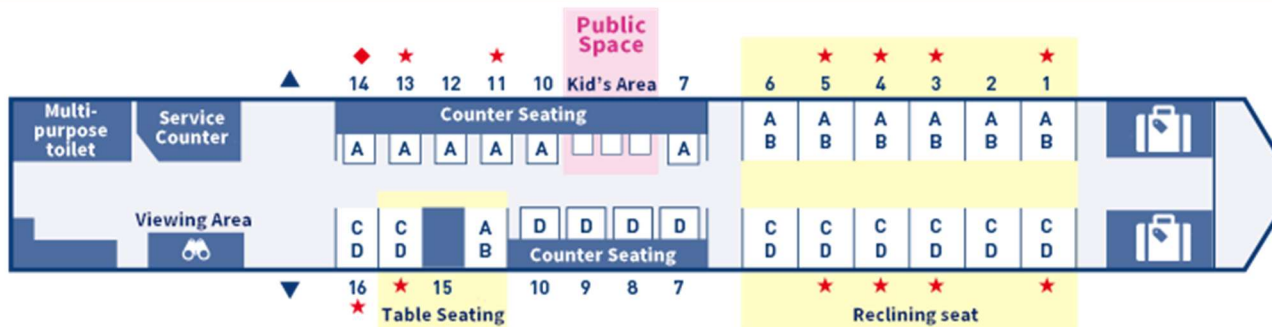 Public
Space
14 13 12 11 10 Kid's Area 7 6 5 4 3 2 1
Multi-
purpose
toilet
Service
Counter
Counter Seating
A A A A A A
A A A A A A
B B B B B B
Viewing Area
C C A D D D D C C C C C C
D D B D D D D D D
Counter Seating
16 15 10 9 8 7
Table Seating
Reclining seat